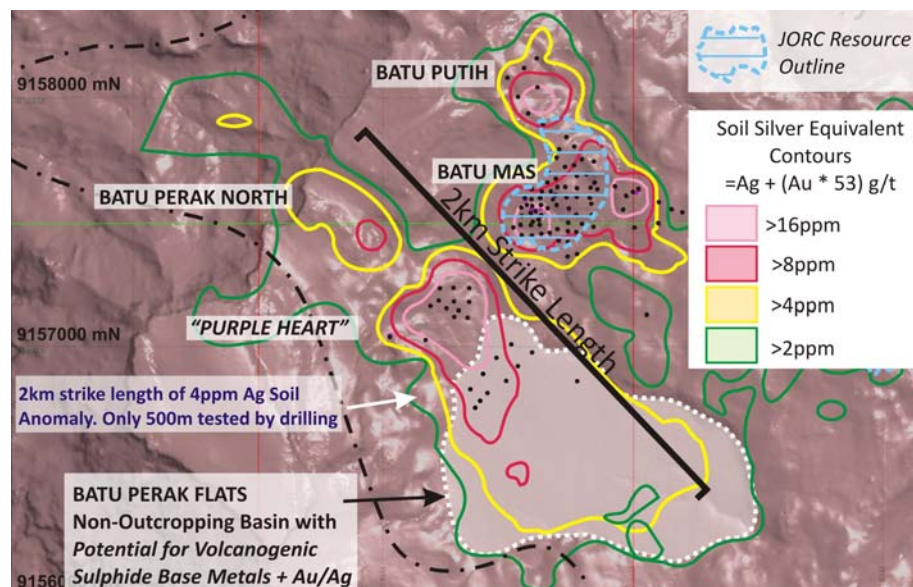 JORC Resource
Outline
BATU PUTIH
9158000 mN
Soil Silver Equivalent
Contours
=Ag + (Au * 53) g/t
BATU MAS
BATU PERAK NORTH
>16ppm
>8ppm
>4ppm
>2ppm
2km Strike Length
9157000 mN
“PURPLE HEART”
2km strike length of 4ppm Ag Soil
Anomaly. Only 500m tested by drilling
BATU PERAK FLATS
Non-Outcropping Basin with
Potential for Volcanogenic
Sulphide Base Metals + Au/Ag